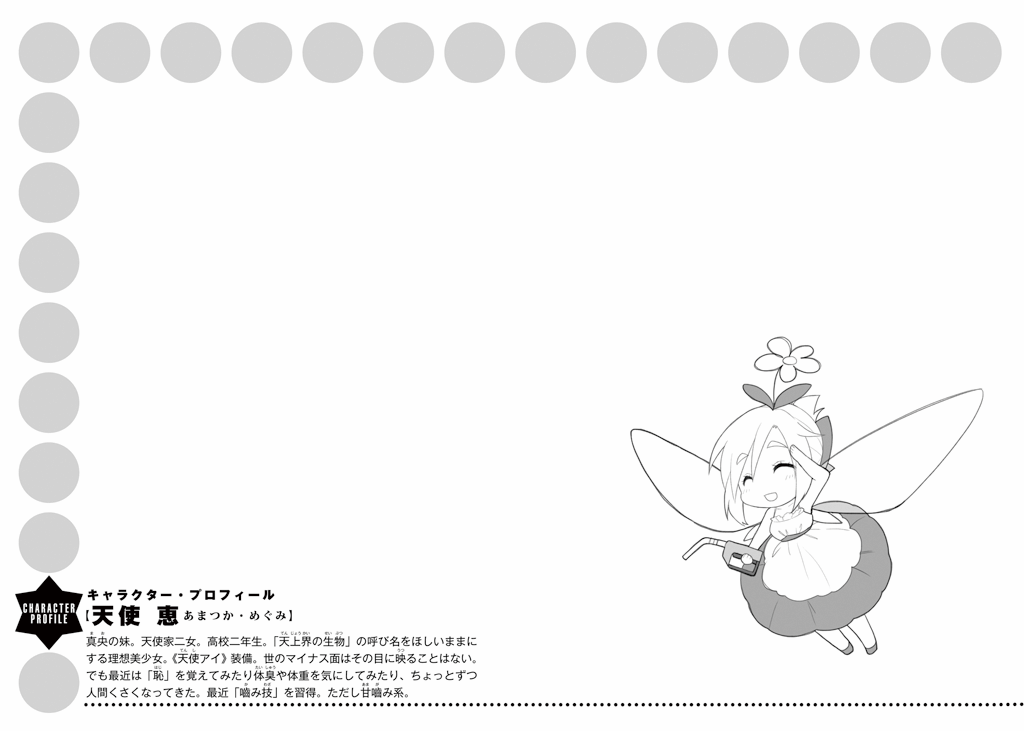 CHARACTER
PROFILE
キャラクター・プロフィール
【天使 恵 あまつか・めぐみ】
真央の妹。天使家二女。高校二年生。「天上界の生物」の呼び名をほしいままに
する理想美少女。《天使アイ》装備。世のマイナス面はその目に映ることはない。
でも最近は「恥」を覚えてみたり体臭や体重を気にしてみたり、ちょっとずつ
人間くさくなってきた。最近「嚙み技」を習得。ただし甘嚙み系。